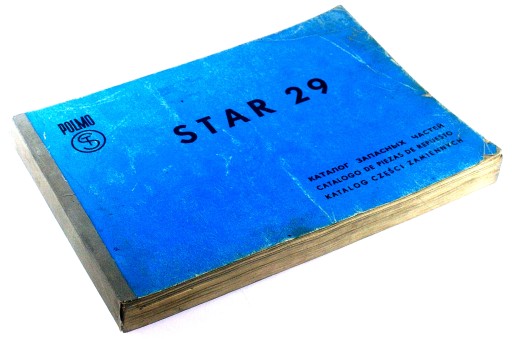 POLMO
STAR 29
КАТАЛОГ ЗАПАСНЫХ ЧАСТЕЙ
CATALOGO DE PIEZAS DE REPUESTO
KATALOG CZĘŚCI ZAMIENNYCH